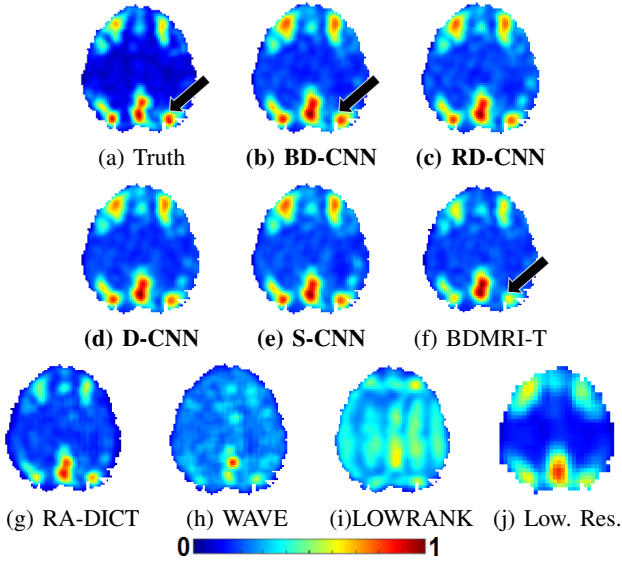 (a) Truth
(b) BD-CNN
(c) RD-CNN
(d) D-CNN
(e) S-CNN
(f) BDMRI-T
(g) RA-DICT
(h) WAVE
(i)LOWRANK
(j) Low. Res.
0 1